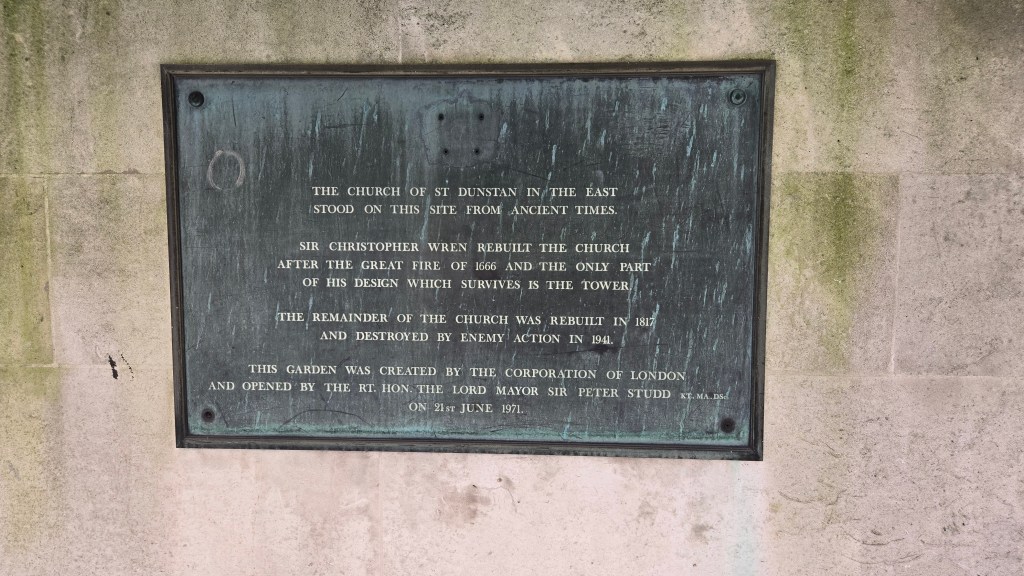 THE CHURCH OF ST DUNSTAN IN THE EAST
STOOD ON THIS SITE FROM ANCIENT TIMES.
SIR CHRISTOPHER WREN REBUILT THE CHURCH
AFTER THE GREAT FIRE OF 1666 AND THE ONLY PART
OF HIS DESIGN WHICH SURVIVES IS THE TOWER.
THE REMAINDER OF THE CHURCH WAS REBUILT IN 1817
AND DESTROYED BY ENEMY ACTION IN 1941.
THIS GARDEN WAS CREATED BY THE CORPORATION OF LONDON
AND OPENED BY THE RT. HON. THE LORD MAYOR SIR PETER STUDD KT., MA., DSc.
ON 21ST JUNE 1971.